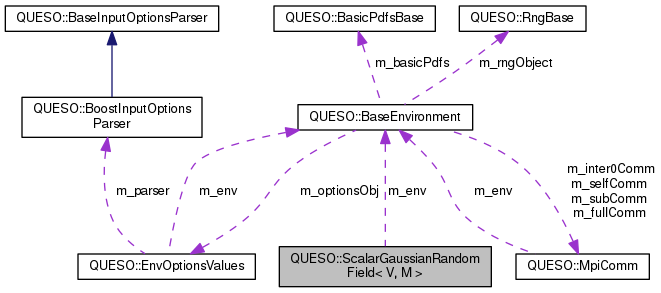 QUESO::BaseInputOptionsParser
QUESO::BasicPdfsBase
QUESO::RngBase
m_basicPdfs
m_rngObject
QUESO::BoostInputOptions
Parser
QUESO::BaseEnvironment
m_parser
m_env
m_optionsObj
m_env
m_env
m_inter0Comm
m_selfComm
m_subComm
m_fullComm
QUESO::EnvOptionsValues
QUESO::ScalarGaussianRandom
Field< V, M >
QUESO::MpiComm